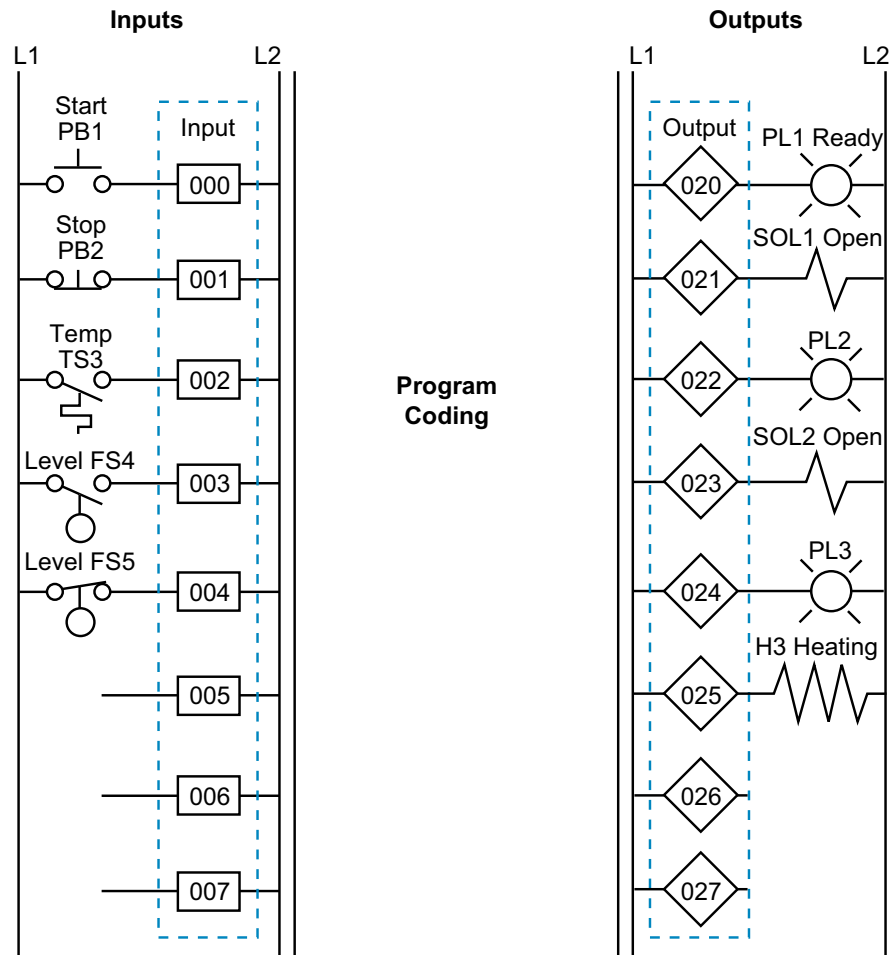 Inputs
L1
L2
Start
PB1
Input
000
Stop
PB2
001
Temp
TS3
002
Level FS4
003
Level FS5
004
005
006
007
Program
Coding
Outputs
L1
L2
Output
PL1 Ready
020
SOL1 Open
021
PL2
022
SOL2 Open
023
PL3
024
H3 Heating
025
026
027